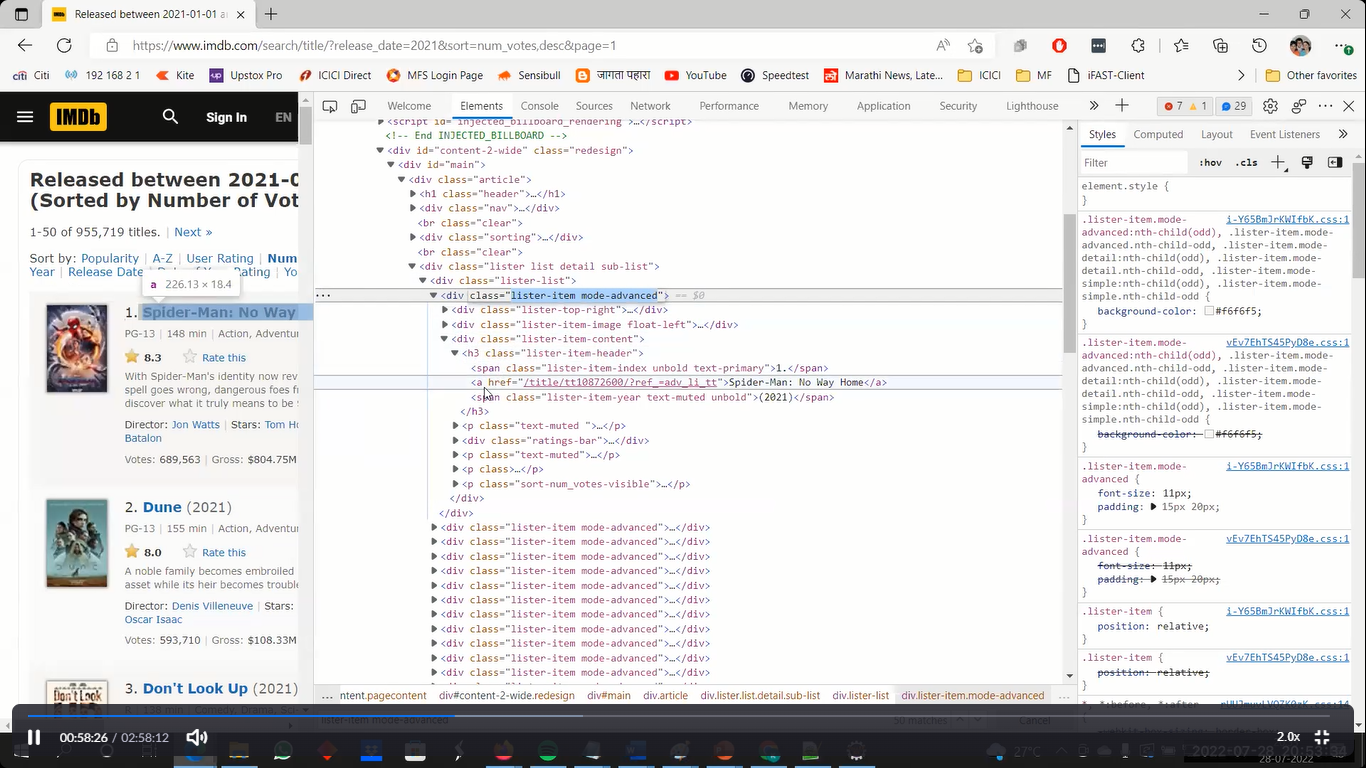 Released between 2021-01-01 a
https://www.imdb.com/search/title/?release_date=2021&sort=num_votes,desc&page=1
citi Citi 192 168 2 1 Kite up Upstox Pro ICICI Direct MFS Login Page Sensibull जागता पहारा YouTube Speedtest Marathi News, Late... ICICI MF iFAST-Client Other favorites
IMDb Sign In EN
Welcome Elements Console Sources Network Performance Memory Application Security Lighthouse 7 1 29
Released between 2021-0
(Sorted by Number of Vot
1-50 of 955,719 titles. | Next »
Sort by: Popularity | A-Z | User Rating | Num
Year | Release Date Rating | Yo
a 226.13 × 18.4
1. Spider-Man: No Way
PG-13 | 148 min | Action, Adventur
8.3 Rate this
With Spider-Man's identity now rev
spell goes wrong, dangerous foes fr
discover what it truly means to be S
Director: Jon Watts | Stars: Tom Ho
Batalon
Votes: 689,563 | Gross: $804.75M
2. Dune (2021)
PG-13 | 155 min | Action, Adventur
8.0 Rate this
A noble family becomes embroiled
asset while its heir becomes trouble
Director: Denis Villeneuve | Stars:
Oscar Isaac
Votes: 593,710 | Gross: $108.33M
3. Don't Look Up (2021)
<script id="injected_billboard_rendering">…</script>
<!-- End INJECTED_BILLBOARD -->
<div id="content-2-wide" class="redesign">
<div id="main">
<div class="article">
<h1 class="header">…</h1>
<div class="nav">…</div>
<br class="clear">
<div class="sorting">…</div>
<br class="clear">
<div class="lister list detail sub-list">
<div class="lister-list">
<div class="lister-item mode-advanced"> == $0
<div class="lister-top-right">…</div>
<div class="lister-item-image float-left">…</div>
<div class="lister-item-content">
<h3 class="lister-item-header">
<span class="lister-item-index unbold text-primary">1.</span>
<a href="/title/tt10872600/?ref_=adv_li_tt">Spider-Man: No Way Home</a>
<span class="lister-item-year text-muted unbold">(2021)</span>
</h3>
<p class="text-muted ">…</p>
<div class="ratings-bar">…</div>
<p class="text-muted">…</p>
<p class>…</p>
<p class="sort-num_votes-visible">…</p>
</div>
</div>
<div class="lister-item mode-advanced">…</div>
<div class="lister-item mode-advanced">…</div>
<div class="lister-item mode-advanced">…</div>
<div class="lister-item mode-advanced">…</div>
<div class="lister-item mode-advanced">…</div>
<div class="lister-item mode-advanced">…</div>
<div class="lister-item mode-advanced">…</div>
<div class="lister-item mode-advanced">…</div>
<div class="lister-item mode-advanced">…</div>
<div class="lister-item mode-advanced">…</div>
<div class="lister-item mode-advanced">…</div>
... ntent.pagecontent div#content-2-wide.redesign div#main div.article div.lister.list.detail.sub-list div.lister-list div.lister-item.mode-advanced ...
lister-item mode-advanced 50 matches Cancel
Styles Computed Layout Event Listeners
Filter :hov .cls
element.style {
}
.lister-item.mode- i-Y65BmJrKWIfbK.css:1
advanced:nth-child(odd), .lister-item.mode-
advanced:nth-child-odd, .lister-item.mode-
advanced.nth-child-odd, .lister-item.mode-
simple:nth-child(odd), .lister-item.mode-
simple:nth-child-odd, .lister-item.mode-
simple.nth-child-odd {
background-color: #f6f6f5;
}
.lister-item.mode- vEv7EhTS45PyD8e.css:1
advanced:nth-child(odd), .lister-item.mode-
advanced:nth-child-odd, .lister-item.mode-
advanced.nth-child-odd, .lister-item.mode-
simple:nth-child(odd), .lister-item.mode-
simple:nth-child-odd, .lister-item.mode-
simple.nth-child-odd {
background-color: #f6f6f5;
}
.lister-item.mode- i-Y65BmJrKWIfbK.css:1
advanced {
font-size: 11px;
padding: 15px 20px;
}
.lister-item.mode- vEv7EhTS45PyD8e.css:1
advanced {
font-size: 11px;
padding: 15px 20px;
}
.lister-item { i-Y65BmJrKWIfbK.css:1
position: relative;
}
.lister-item { vEv7EhTS45PyD8e.css:1
position: relative;
}
00:58:26 / 02:58:12 2.0x
27°C
2022-07-28 20:53:34
28-07-2022